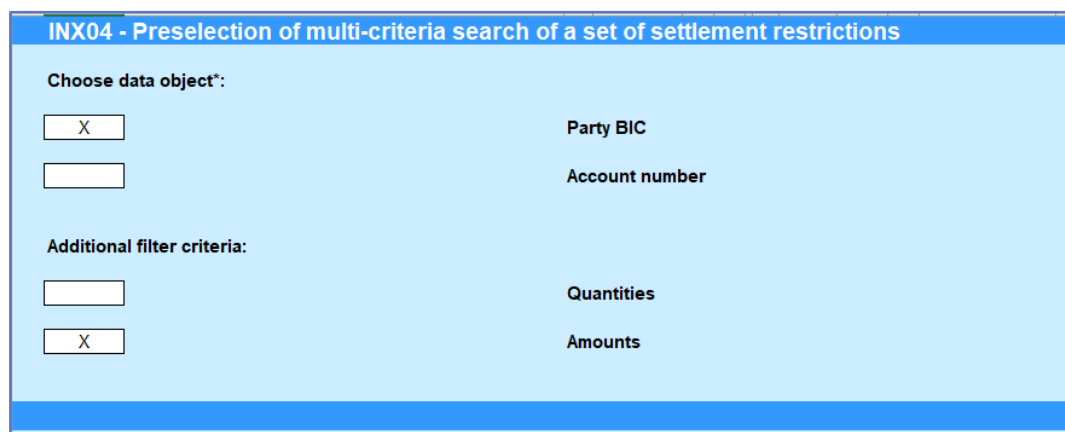 INX04 - Preselection of multi-criteria search of a set of settlement restrictions
Choose data object*:
X Party BIC
Account number
Additional filter criteria:
Quantities
X Amounts